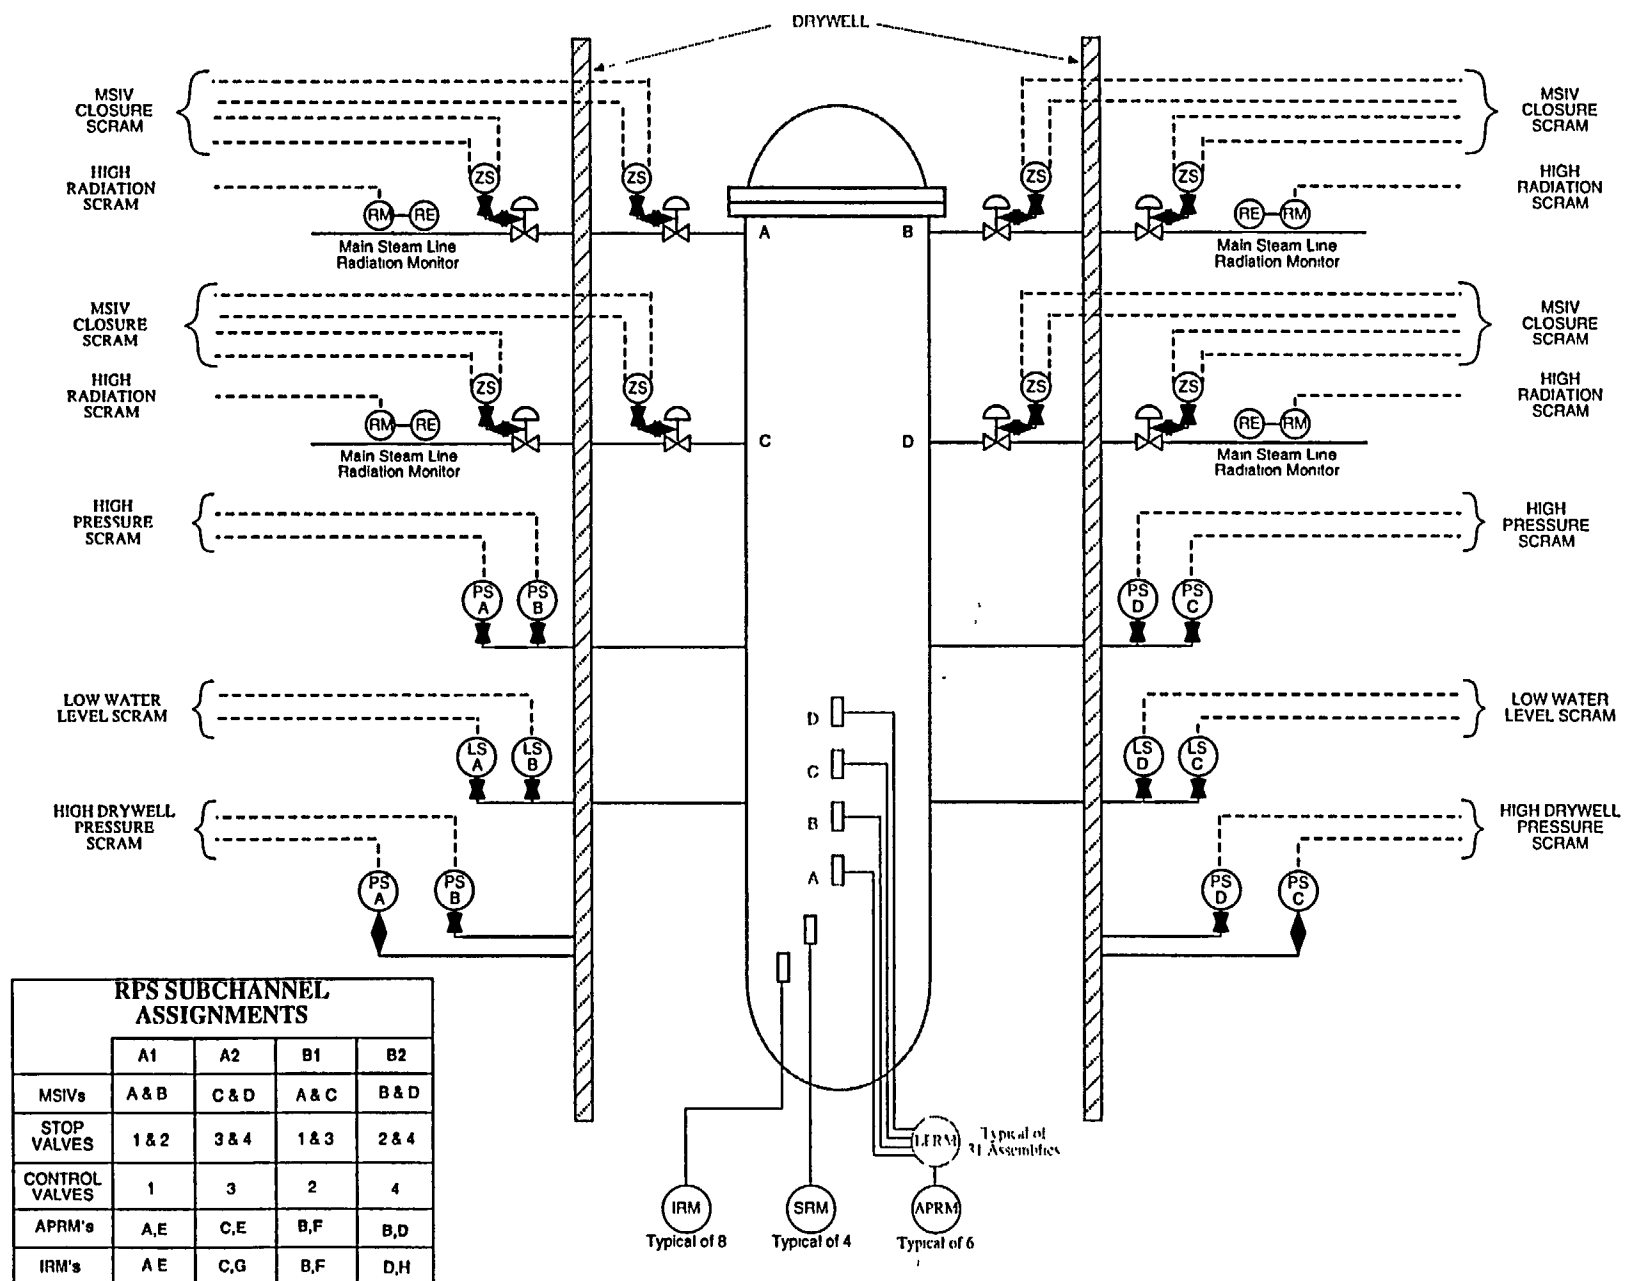 DRYWELL
MSIV
CLOSURE
SCRAM
HIGH
RADIATION
SCRAM
ZS
ZS
RM
RE
Main Steam Line
Radiation Monitor
MSIV
CLOSURE
SCRAM
HIGH
RADIATION
SCRAM
ZS
ZS
RM
RE
Main Steam Line
Radiation Monitor
HIGH
PRESSURE
SCRAM
PS
A
PS
B
LOW WATER
LEVEL SCRAM
LS
A
LS
B
HIGH DRYWELL
PRESSURE
SCRAM
PS
A
PS
B
A
B
C
D
D
C
B
A
MSIV
CLOSURE
SCRAM
HIGH
RADIATION
SCRAM
ZS
ZS
RE
RM
Main Steam Line
Radiation Monitor
MSIV
CLOSURE
SCRAM
HIGH
RADIATION
SCRAM
ZS
ZS
RE
RM
Main Steam Line
Radiation Monitor
HIGH
PRESSURE
SCRAM
PS
D
PS
C
LOW WATER
LEVEL SCRAM
LS
D
LS
C
HIGH DRYWELL
PRESSURE
SCRAM
PS
D
PS
C
RPS SUBCHANNEL
ASSIGNMENTS
A1 A2 B1 B2
MSIVs A & B C & D A & C B & D
STOP
VALVES 1 & 2 3 & 4 1 & 3 2 & 4
CONTROL
VALVES 1 3 2 4
APRM's A,E C,E B,F B,D
IRM's A E C,G B,F D,H
LPRM
Typical of
31 Assemblies
IRM
Typical of 8
SRM
Typical of 4
APRM
Typical of 6